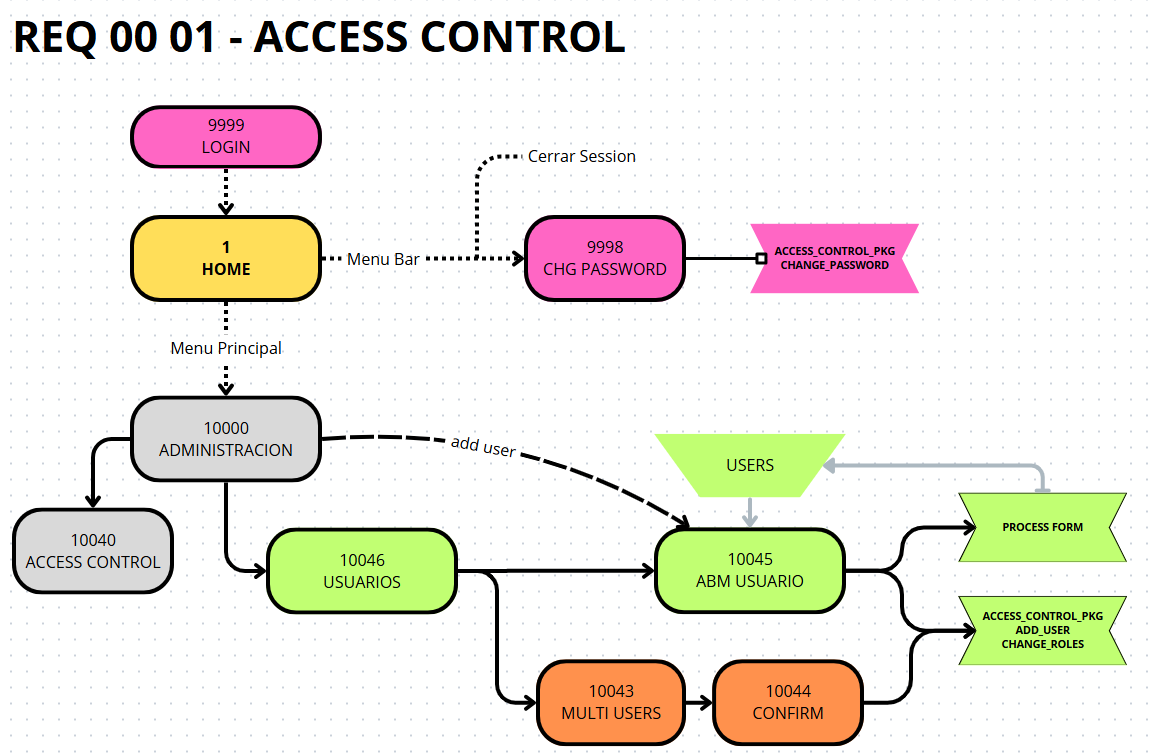 REQ 00 01 - ACCESS CONTROL
9999
LOGIN
Cerrar Session
1
HOME
Menu Bar
9998
CHG PASSWORD
ACCESS_CONTROL_PKG
CHANGE_PASSWORD
Menu Principal
10000
ADMINISTRACION
add user
USERS
10040
ACCESS CONTROL
10046
USUARIOS
10045
ABM USUARIO
PROCESS FORM
ACCESS_CONTROL_PKG
ADD_USER
CHANGE_ROLES
10043
MULTI USERS
10044
CONFIRM